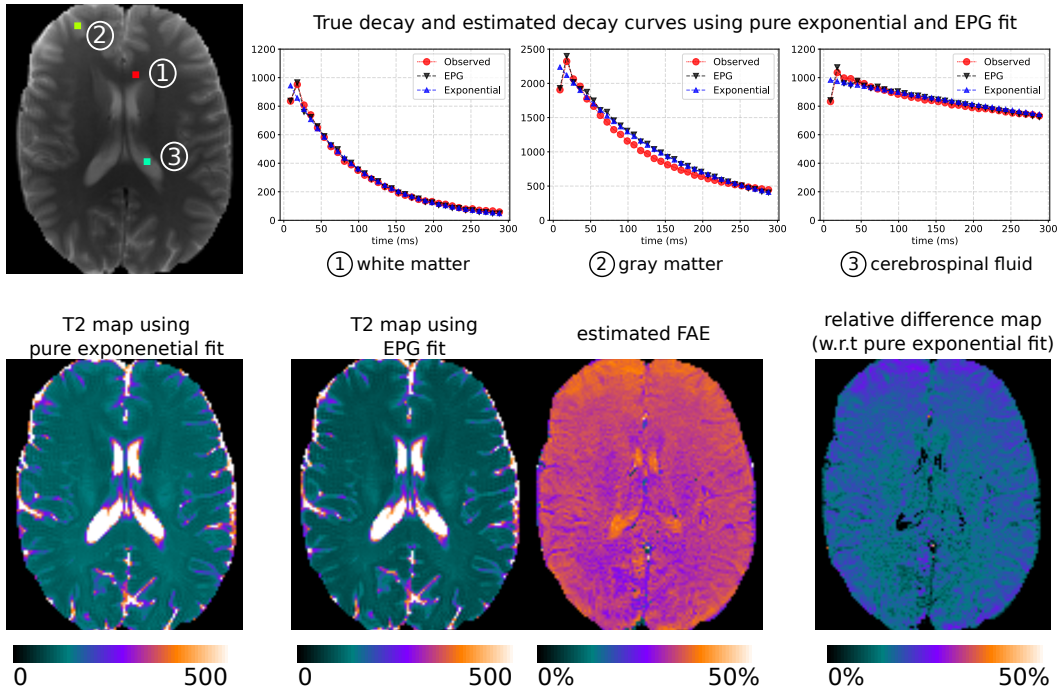 True decay and estimated decay curves using pure exponential and EPG fit
②
①
③
1200
1000
800
600
400
200
0
0 50 100 150 200 250 300
time (ms)
Observed
EPG
Exponential
① white matter
2500
2000
1500
1000
500
0
0 50 100 150 200 250 300
time (ms)
Observed
EPG
Exponential
② gray matter
1200
1000
800
600
400
200
0
0 50 100 150 200 250 300
time (ms)
Observed
EPG
Exponential
③ cerebrospinal fluid
T2 map using
pure exponenetial fit
0 500
T2 map using
EPG fit
0 500
estimated FAE
0% 50%
relative difference map
(w.r.t pure exponential fit)
0% 50%